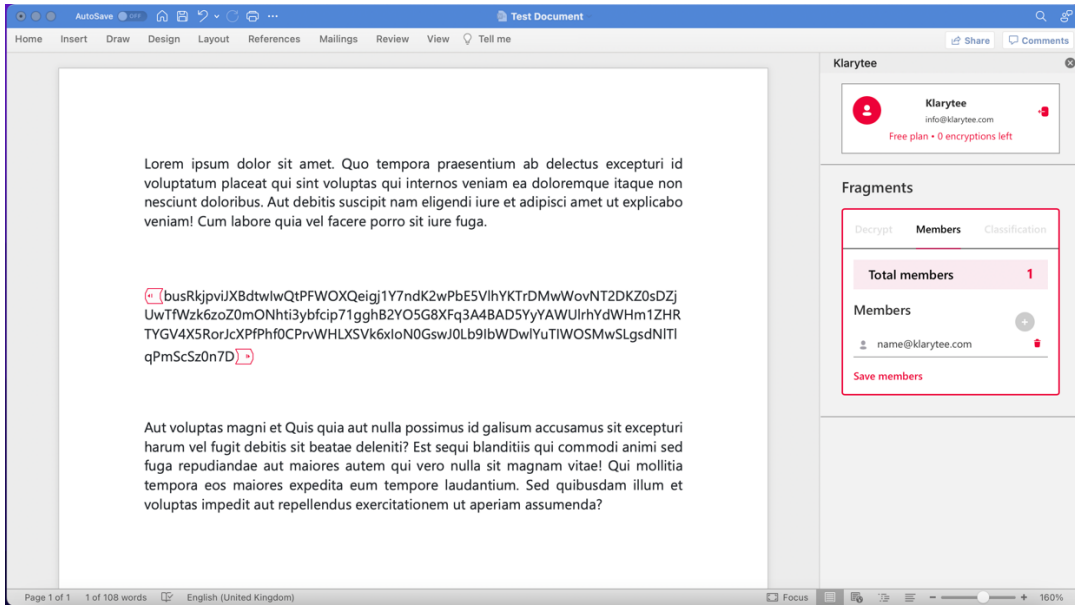 AutoSave OFF
Test Document
Home Insert Draw Design Layout References Mailings Review View Tell me
Share Comments
Klarytee
Klarytee
info@klarytee.com
Free plan • 0 encryptions left
Fragments
Decrypt Members Classification
Total members 1
Members
name@klarytee.com
Save members
Lorem ipsum dolor sit amet. Quo tempora praesentium ab delectus excepturi id
voluptatum placeat qui sint voluptas qui internos veniam ea doloremque itaque non
nesciunt doloribus. Aut debitis suscipit nam eligendi iure et adipisci amet ut explicabo
veniam! Cum labore quia vel facere porro sit iure fuga.
busRkjpviJXBdtwIwQtPFWOXQeigj1Y7ndK2wPbE5VlhYKTrDMwWovNT2DKZ0sDZj
UwTfWzk6zoZ0mONhti3ybfcip71gghB2YO5G8XFq3A4BAD5YyYAWUlrhYdWHm1ZHR
TYGV4X5RorJcXPfPhf0CPrvWHLXSVk6xIoN0GswJ0Lb9IbWDwlYuTIWOSMwSLgsdNlTl
qPmScSz0n7D
Aut voluptas magni et Quis quia aut nulla possimus id galisum accusamus sit excepturi
harum vel fugit debitis sit beatae deleniti? Est sequi blanditiis qui commodi animi sed
fuga repudiandae aut maiores autem qui vero nulla sit magnam vitae! Qui mollitia
tempora eos maiores expedita eum tempore laudantium. Sed quibusdam illum et
voluptas impedit aut repellendus exercitationem ut aperiam assumenda?
Page 1 of 1 1 of 108 words English (United Kingdom) Focus 160%